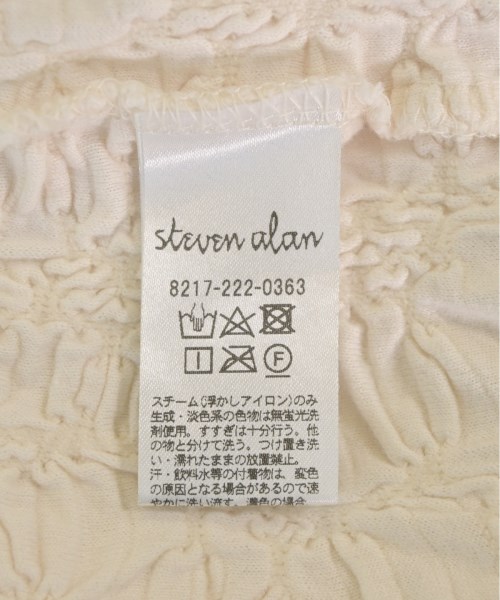 steven alan
8217-222-0363
F
スチーム(浮かしアイロン)のみ
生成・淡色系の色物は無蛍光洗
剤使用。すすぎは十分行う。他
の物と分けて洗う。つけ置き洗
い・濡れたままの放置禁止。
汗・飲料水等の付着物は、変色
の原因となる場合があるので速
やかに洗い流す。濃色の場合